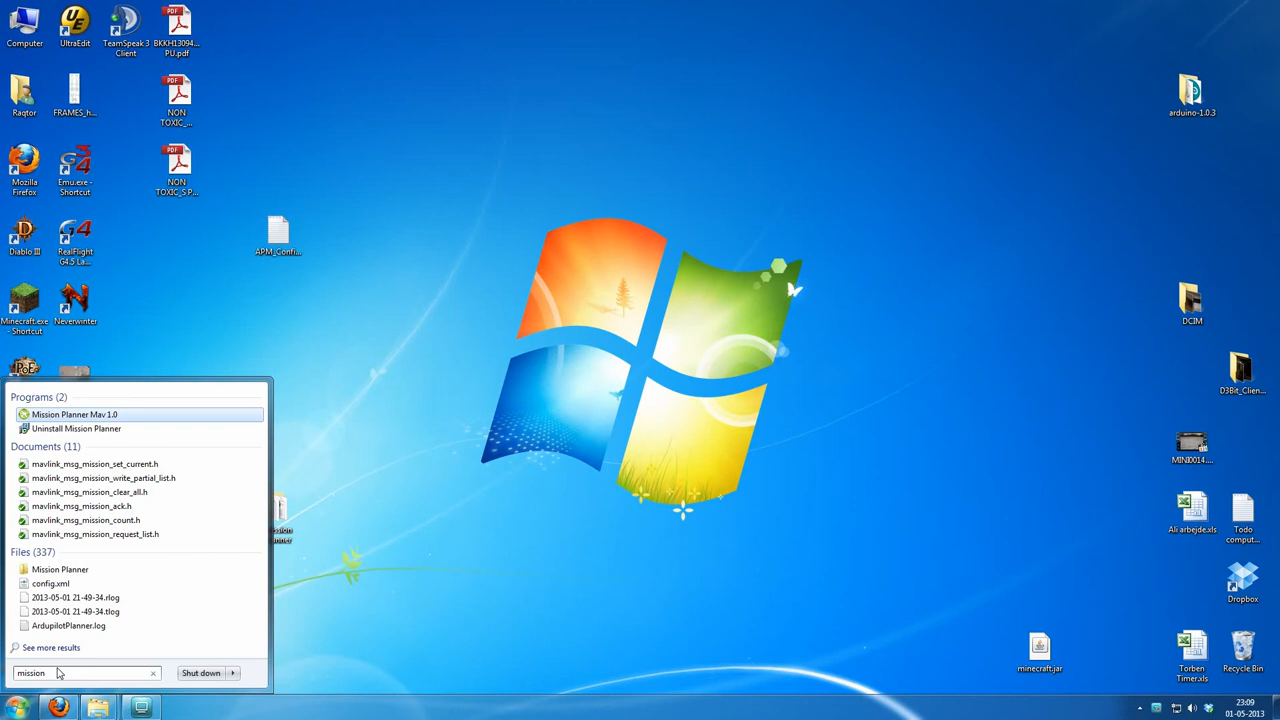 Computer
UltraEdit
TeamSpeak 3
Client
BKKH13094...
PU.pdf
Raqtor
FRAMES_h...
NON
TOXIC_...
arduino-1.0.3
Mozilla
Firefox
Emu.exe -
Shortcut
NON
TOXIC_S P...
Diablo III
RealFlight
G4.5 La...
APM_Confi...
Minecraft.exe
- Shortcut
Neverwinter
DCIM
D3Bit_Clien...
MINI0014....
Ali arbejde.xls
Todo
comput...
Dropbox
minecraft.jar
Torben
Timer.xls
Recycle Bin
Programs (2)
Mission Planner Mav 1.0
Uninstall Mission Planner
Documents (11)
mavlink_msg_mission_set_current.h
mavlink_msg_mission_write_partial_list.h
mavlink_msg_mission_clear_all.h
mavlink_msg_mission_ack.h
mavlink_msg_mission_count.h
mavlink_msg_mission_request_list.h
Files (337)
Mission Planner
config.xml
2013-05-01 21-49-34.rlog
2013-05-01 21-49-34.tlog
ArdupilotPlanner.log
See more results
mission
Shut down
23:09
01-05-2013